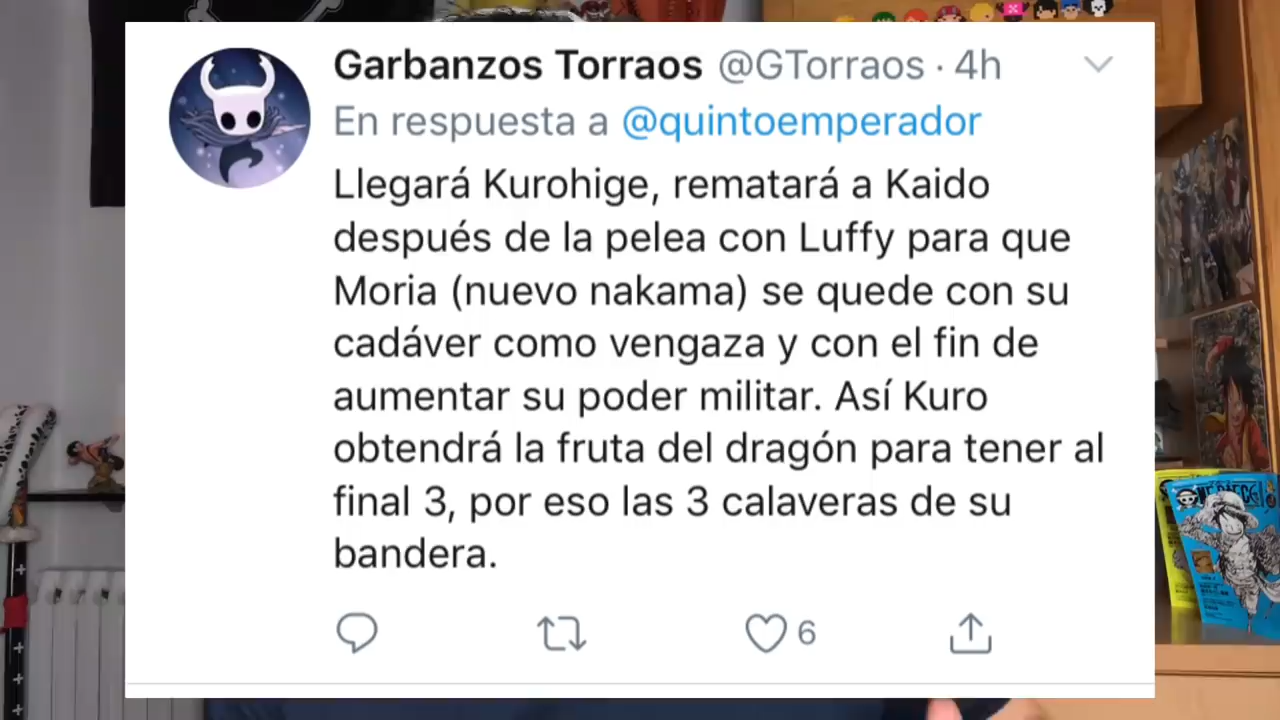 Garbanzos Torraos @GTorraos · 4h
En respuesta a @quintoemperador
Llegará Kurohige, rematará a Kaido
después de la pelea con Luffy para que
Moria (nuevo nakama) se quede con su
cadáver como vengaza y con el fin de
aumentar su poder militar. Así Kuro
obtendrá la fruta del dragón para tener al
final 3, por eso las 3 calaveras de su
bandera.
6